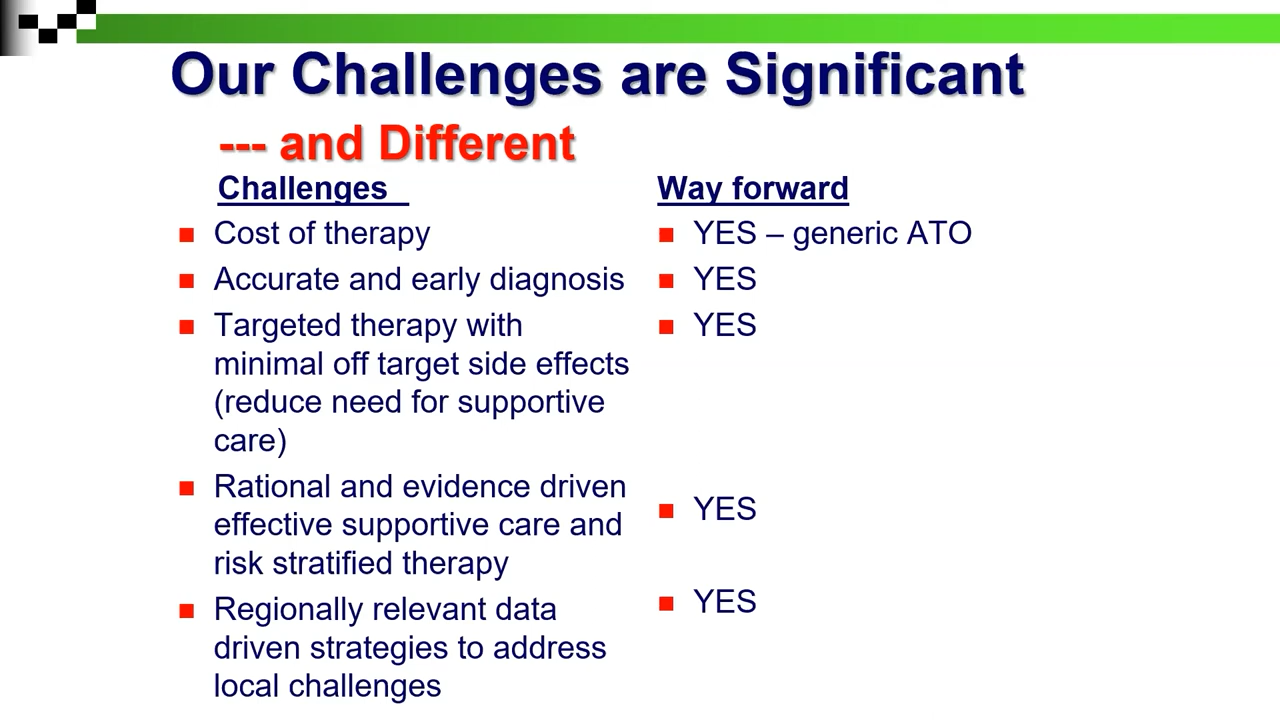 Our Challenges are Significant
--- and Different
Challenges
Cost of therapy
Accurate and early diagnosis
Targeted therapy with
minimal off target side effects
(reduce need for supportive
care)
Rational and evidence driven
effective supportive care and
risk stratified therapy
Regionally relevant data
driven strategies to address
local challenges
Way forward
YES – generic ATO
YES
YES
YES
YES